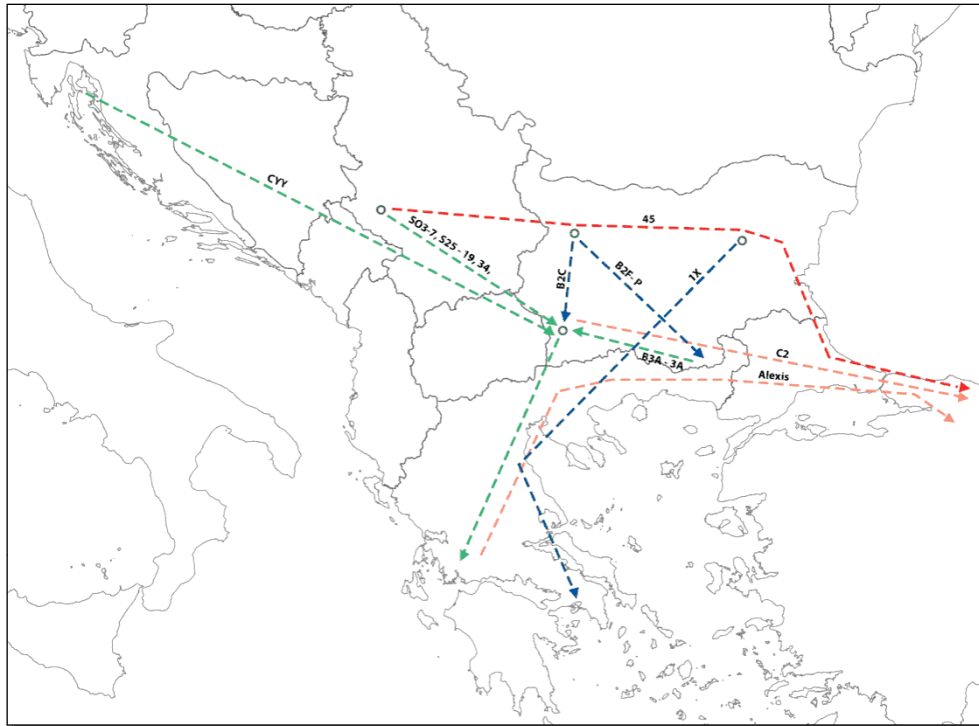 CYY
SO3-7, S25 - 19, 34,
45
B2C
B2F- P
1X
B3A - 3A
C2
Alexis